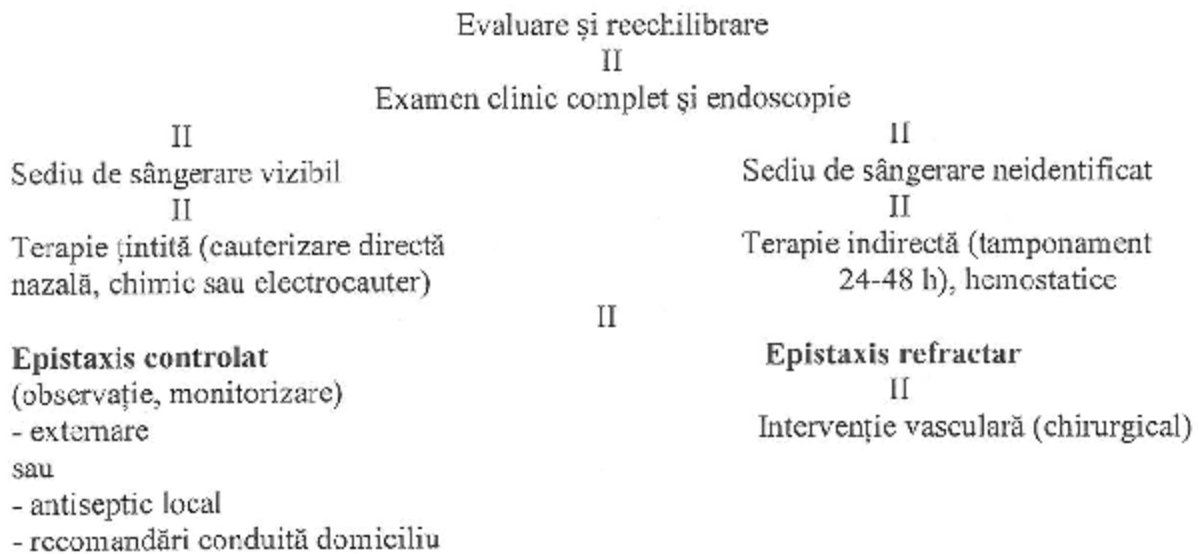 Evaluare și reechilibrare
II
Examen clinic complet și endoscopie
II
II
Sediu de sângerare vizibil
Sediu de sângerare neidentificat
II
II
Terapie țintită (cauterizare directă
nazală, chimic sau electrocauter)
Terapie indirectă (tamponament
24-48 h), hemostatice
II
Epistaxis controlat
(observație, monitorizare)
- externare
sau
- antiseptic local
- recomandări conduită domiciliu
Epistaxis refractar
II
Intervenție vasculară (chirurgical)